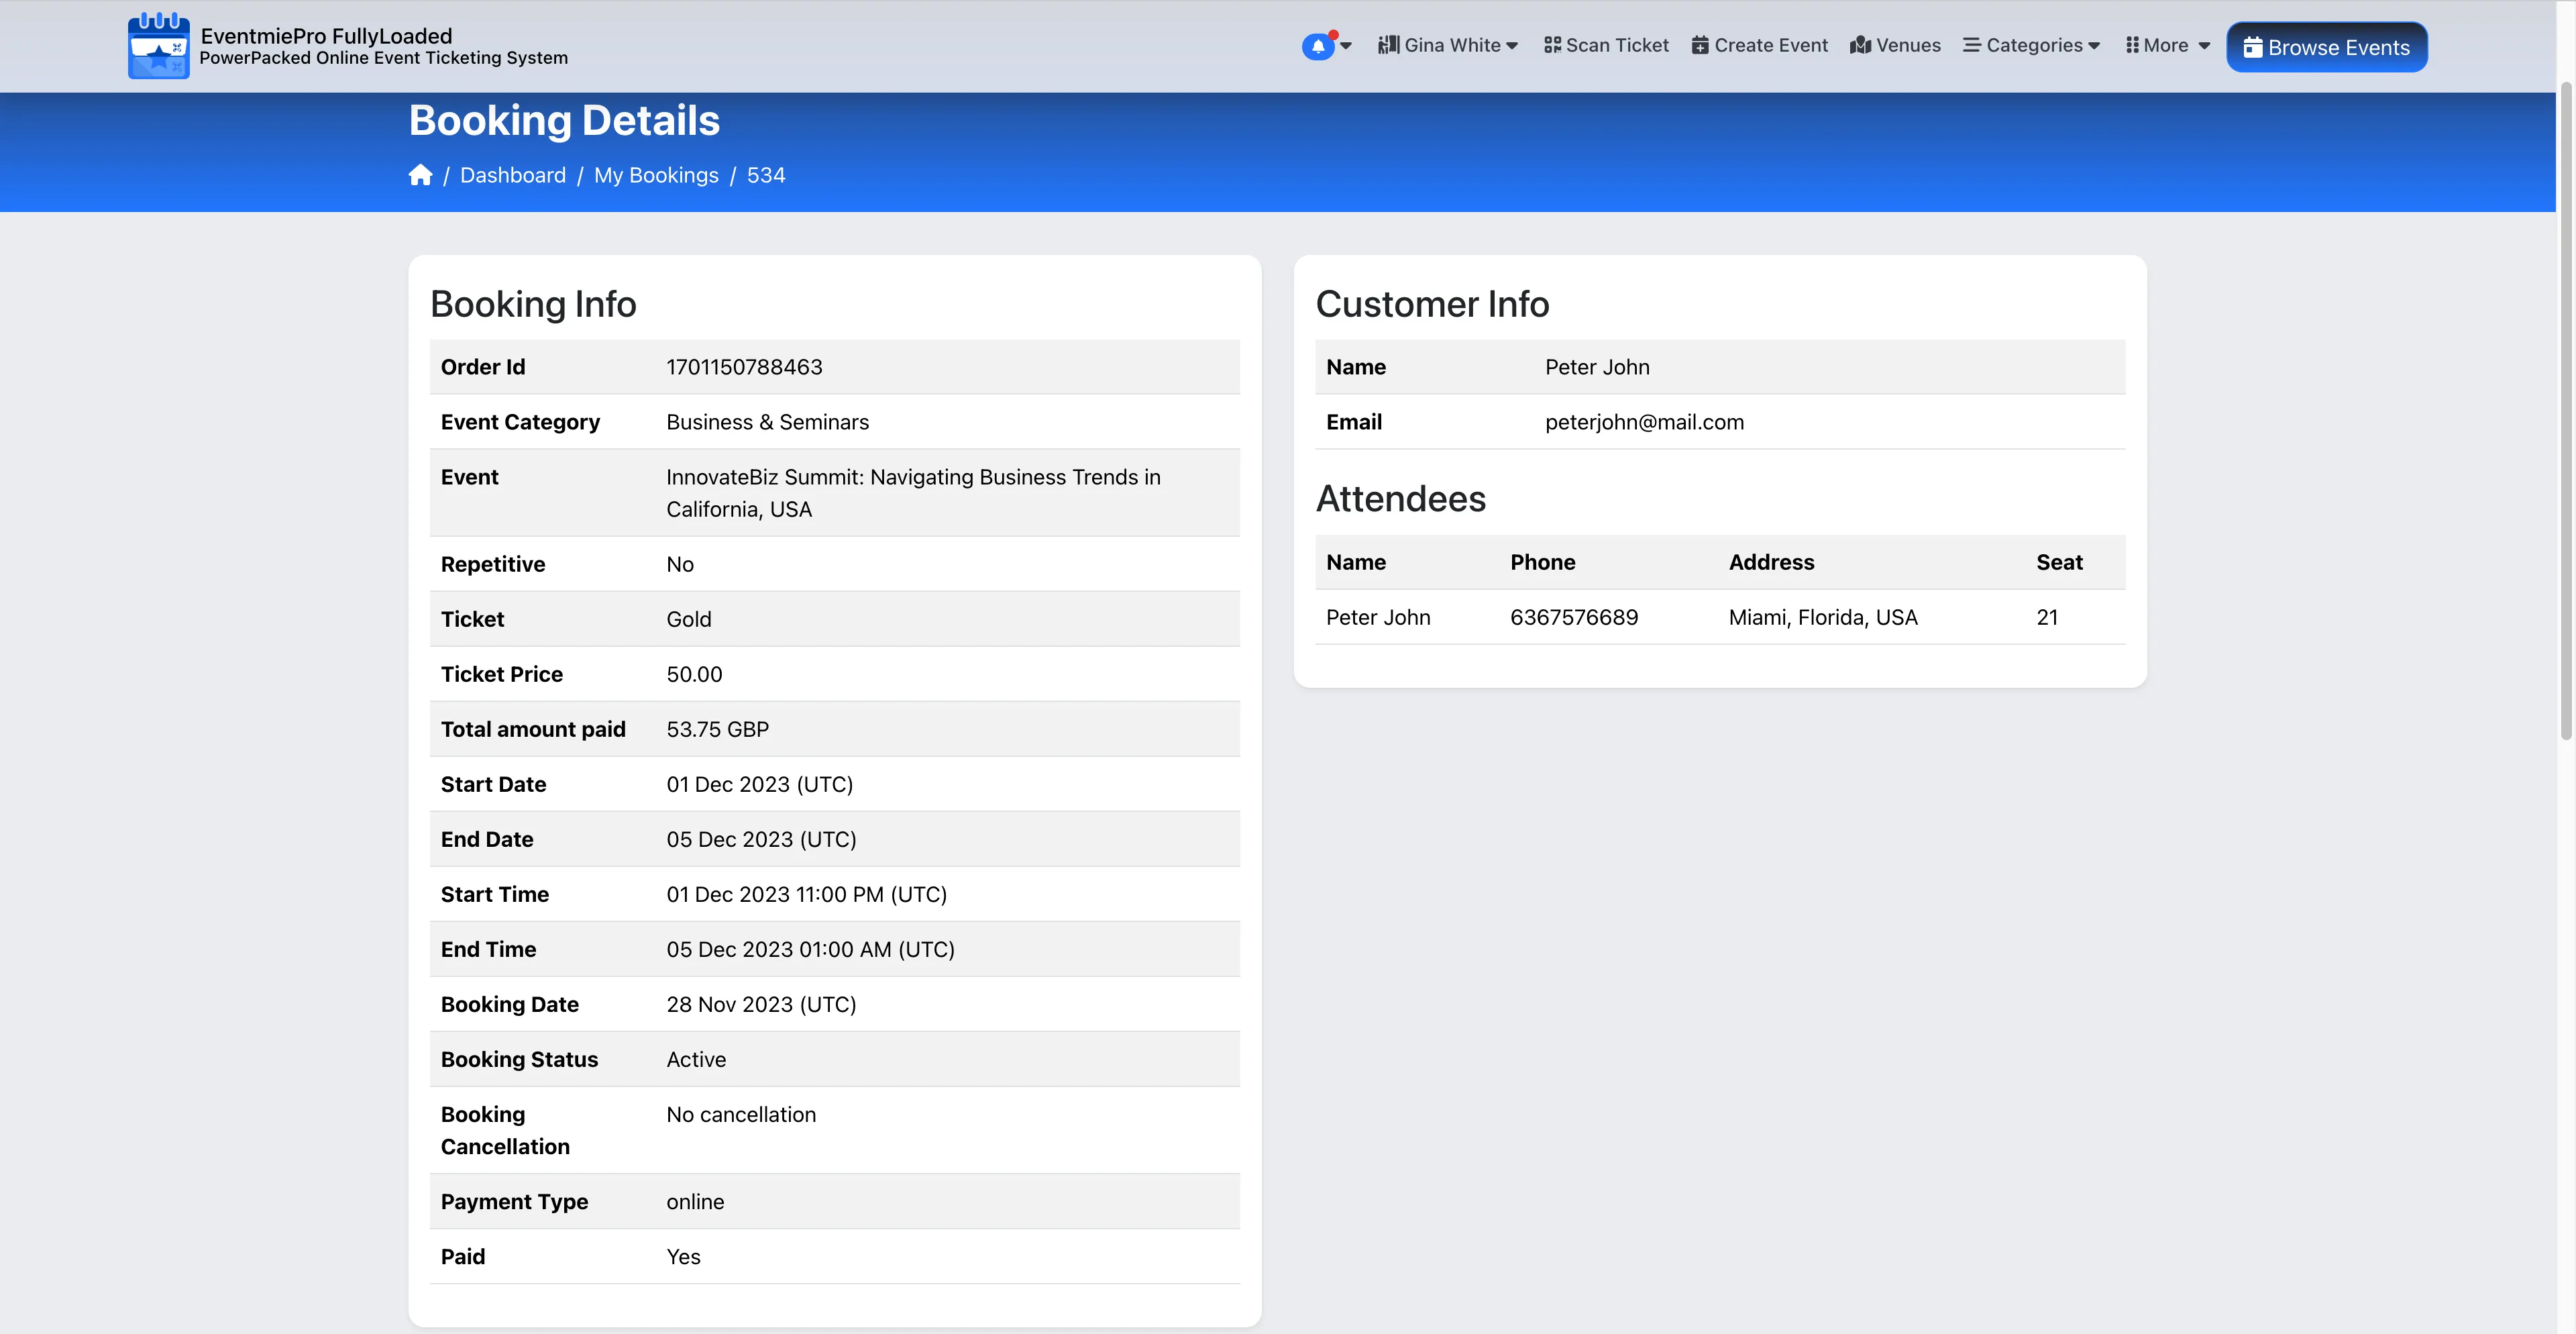 EventmiePro FullyLoaded
PowerPacked Online Event Ticketing System
Gina White Scan Ticket Create Event Venues Categories More Browse Events
Booking Details
/ Dashboard / My Bookings / 534
Booking Info
Order Id 1701150788463
Event Category Business & Seminars
Event InnovateBiz Summit: Navigating Business Trends in
California, USA
Repetitive No
Ticket Gold
Ticket Price 50.00
Total amount paid 53.75 GBP
Start Date 01 Dec 2023 (UTC)
End Date 05 Dec 2023 (UTC)
Start Time 01 Dec 2023 11:00 PM (UTC)
End Time 05 Dec 2023 01:00 AM (UTC)
Booking Date 28 Nov 2023 (UTC)
Booking Status Active
Booking No cancellation
Cancellation
Payment Type online
Paid Yes
Customer Info
Name Peter John
Email peterjohn@mail.com
Attendees
Name Phone Address Seat
Peter John 6367576689 Miami, Florida, USA 21